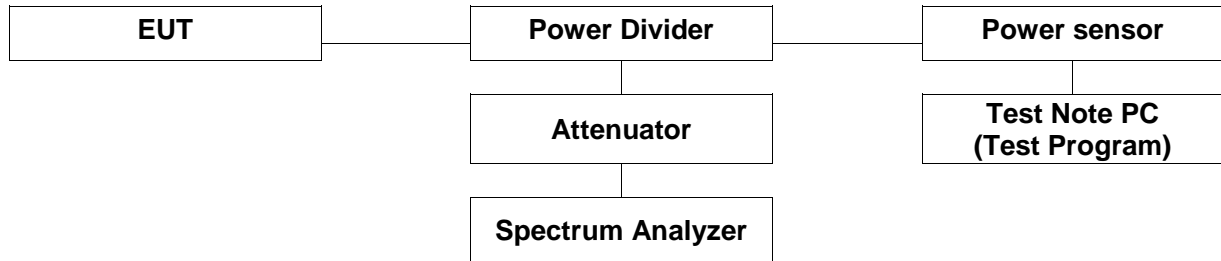 EUT
Power Divider
Power sensor
Attenuator
Test Note PC
(Test Program)
Spectrum Analyzer